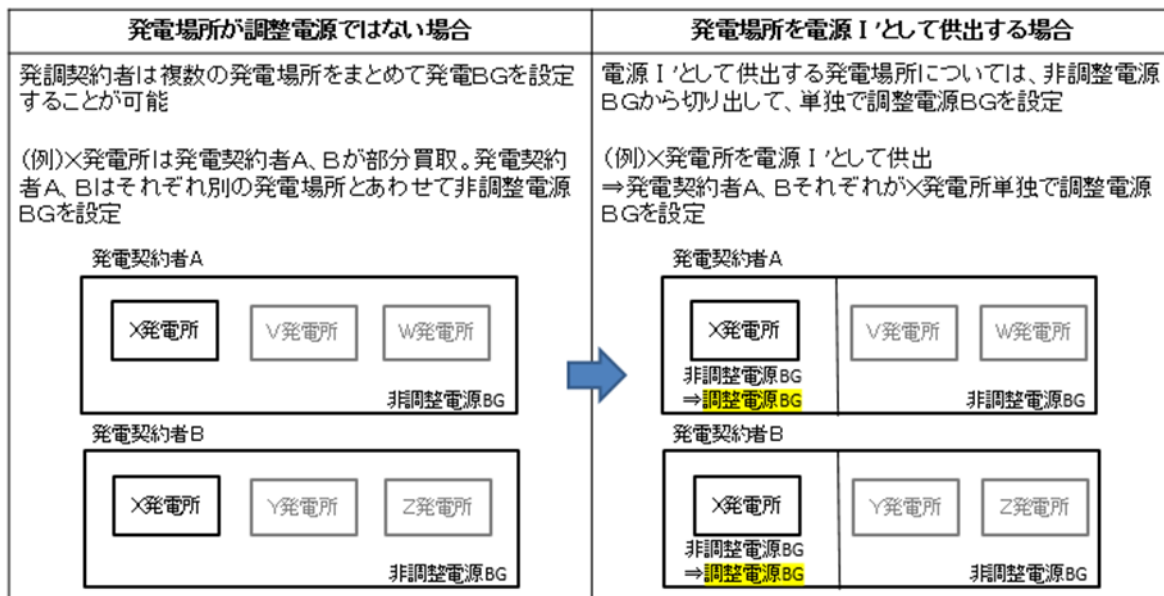 発電場所が調整電源ではない場合
発調契約者は複数の発電場所をまとめて発電BGを設定
することが可能
(例)X発電所は発電契約者A、Bが部分買取。発電契約
者A、Bはそれぞれ別の発電場所とあわせて非調整電源
BGを設定
発電契約者A
X発電所
V発電所
W発電所
非調整電源BG
発電契約者B
X発電所
Y発電所
Z発電所
非調整電源BG
発電場所を電源Ⅰ’として供出する場合
電源Ⅰ’として供出する発電場所については、非調整電源
BGから切り出して、単独で調整電源BGを設定
(例)X発電所を電源Ⅰ’として供出
⇒発電契約者A、BそれぞれがX発電所単独で調整電源
BGを設定
発電契約者A
X発電所
V発電所
W発電所
非調整電源BG
⇒調整電源BG
非調整電源BG
発電契約者B
X発電所
Y発電所
Z発電所
非調整電源BG
⇒調整電源BG
非調整電源BG